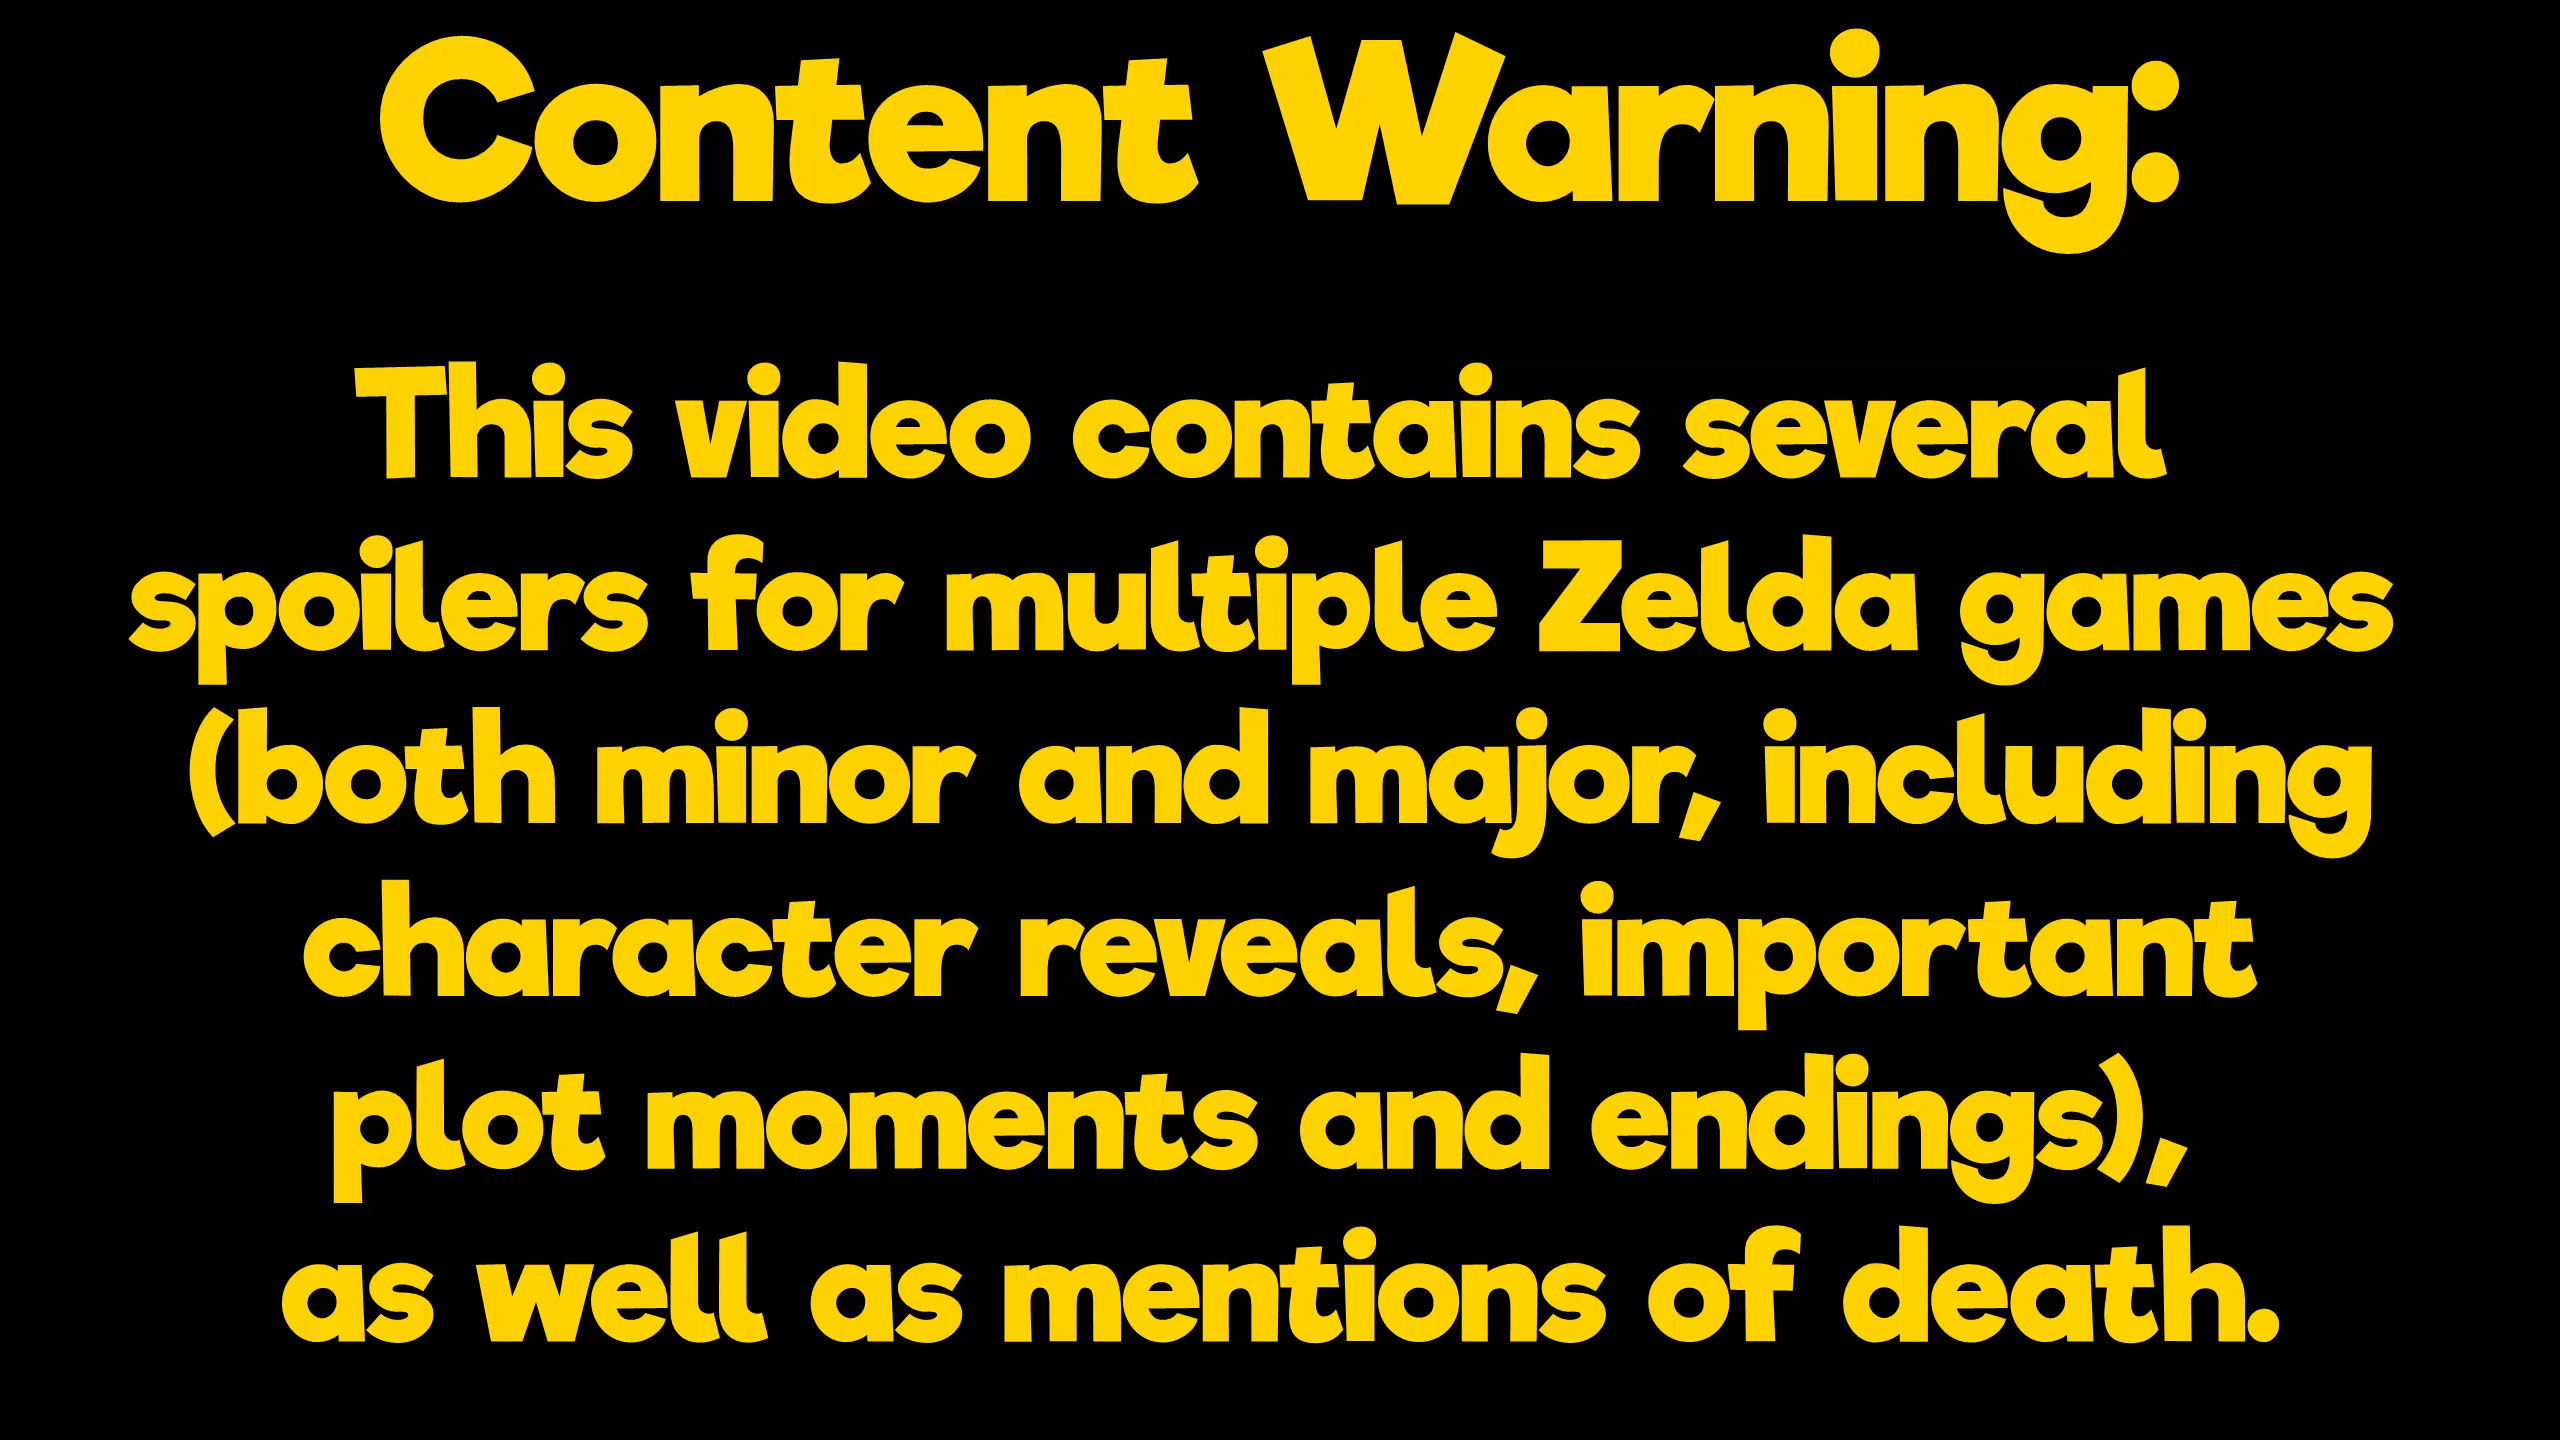 Content Warning:
This video contains several
spoilers for multiple Zelda games
(both minor and major, including
character reveals, important
plot moments and endings),
as well as mentions of death.